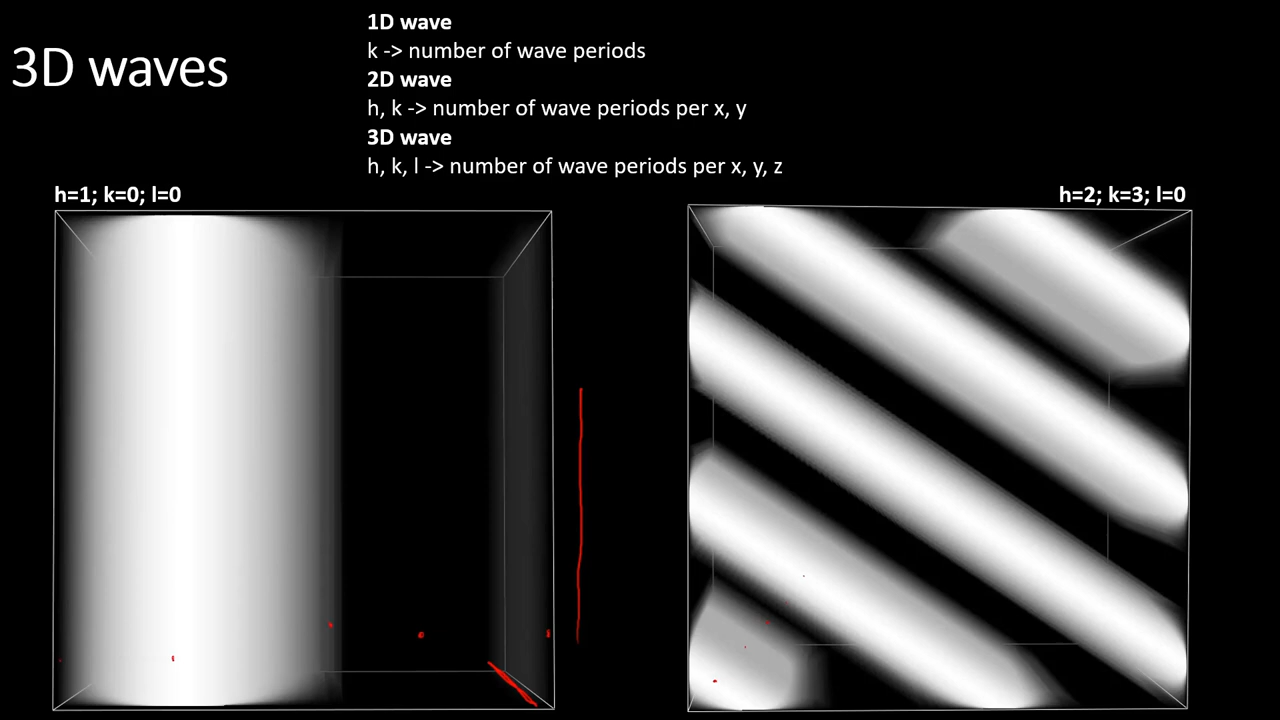 3D waves
1D wave
k -> number of wave periods
2D wave
h, k -> number of wave periods per x, y
3D wave
h, k, l -> number of wave periods per x, y, z
h=1; k=0; l=0
h=2; k=3; l=0